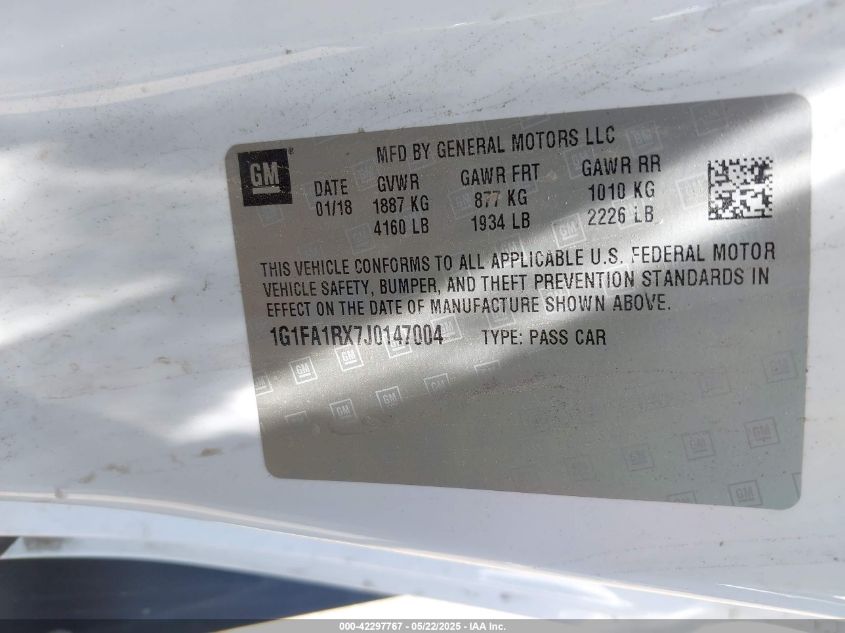 MFD BY GENERAL MOTORS LLC
GM®
DATE GVWR GAWR FRT GAWR RR
01/18 1887 KG 877 KG 1010 KG
4160 LB 1934 LB 2226 LB
THIS VEHICLE CONFORMS TO ALL APPLICABLE U.S. FEDERAL MOTOR
VEHICLE SAFETY, BUMPER, AND THEFT PREVENTION STANDARDS IN
EFFECT ON THE DATE OF MANUFACTURE SHOWN ABOVE.
1G1FA1RX7J0147004 TYPE: PASS CAR
000-42297767 - 05/22/2025 - IAA Inc.